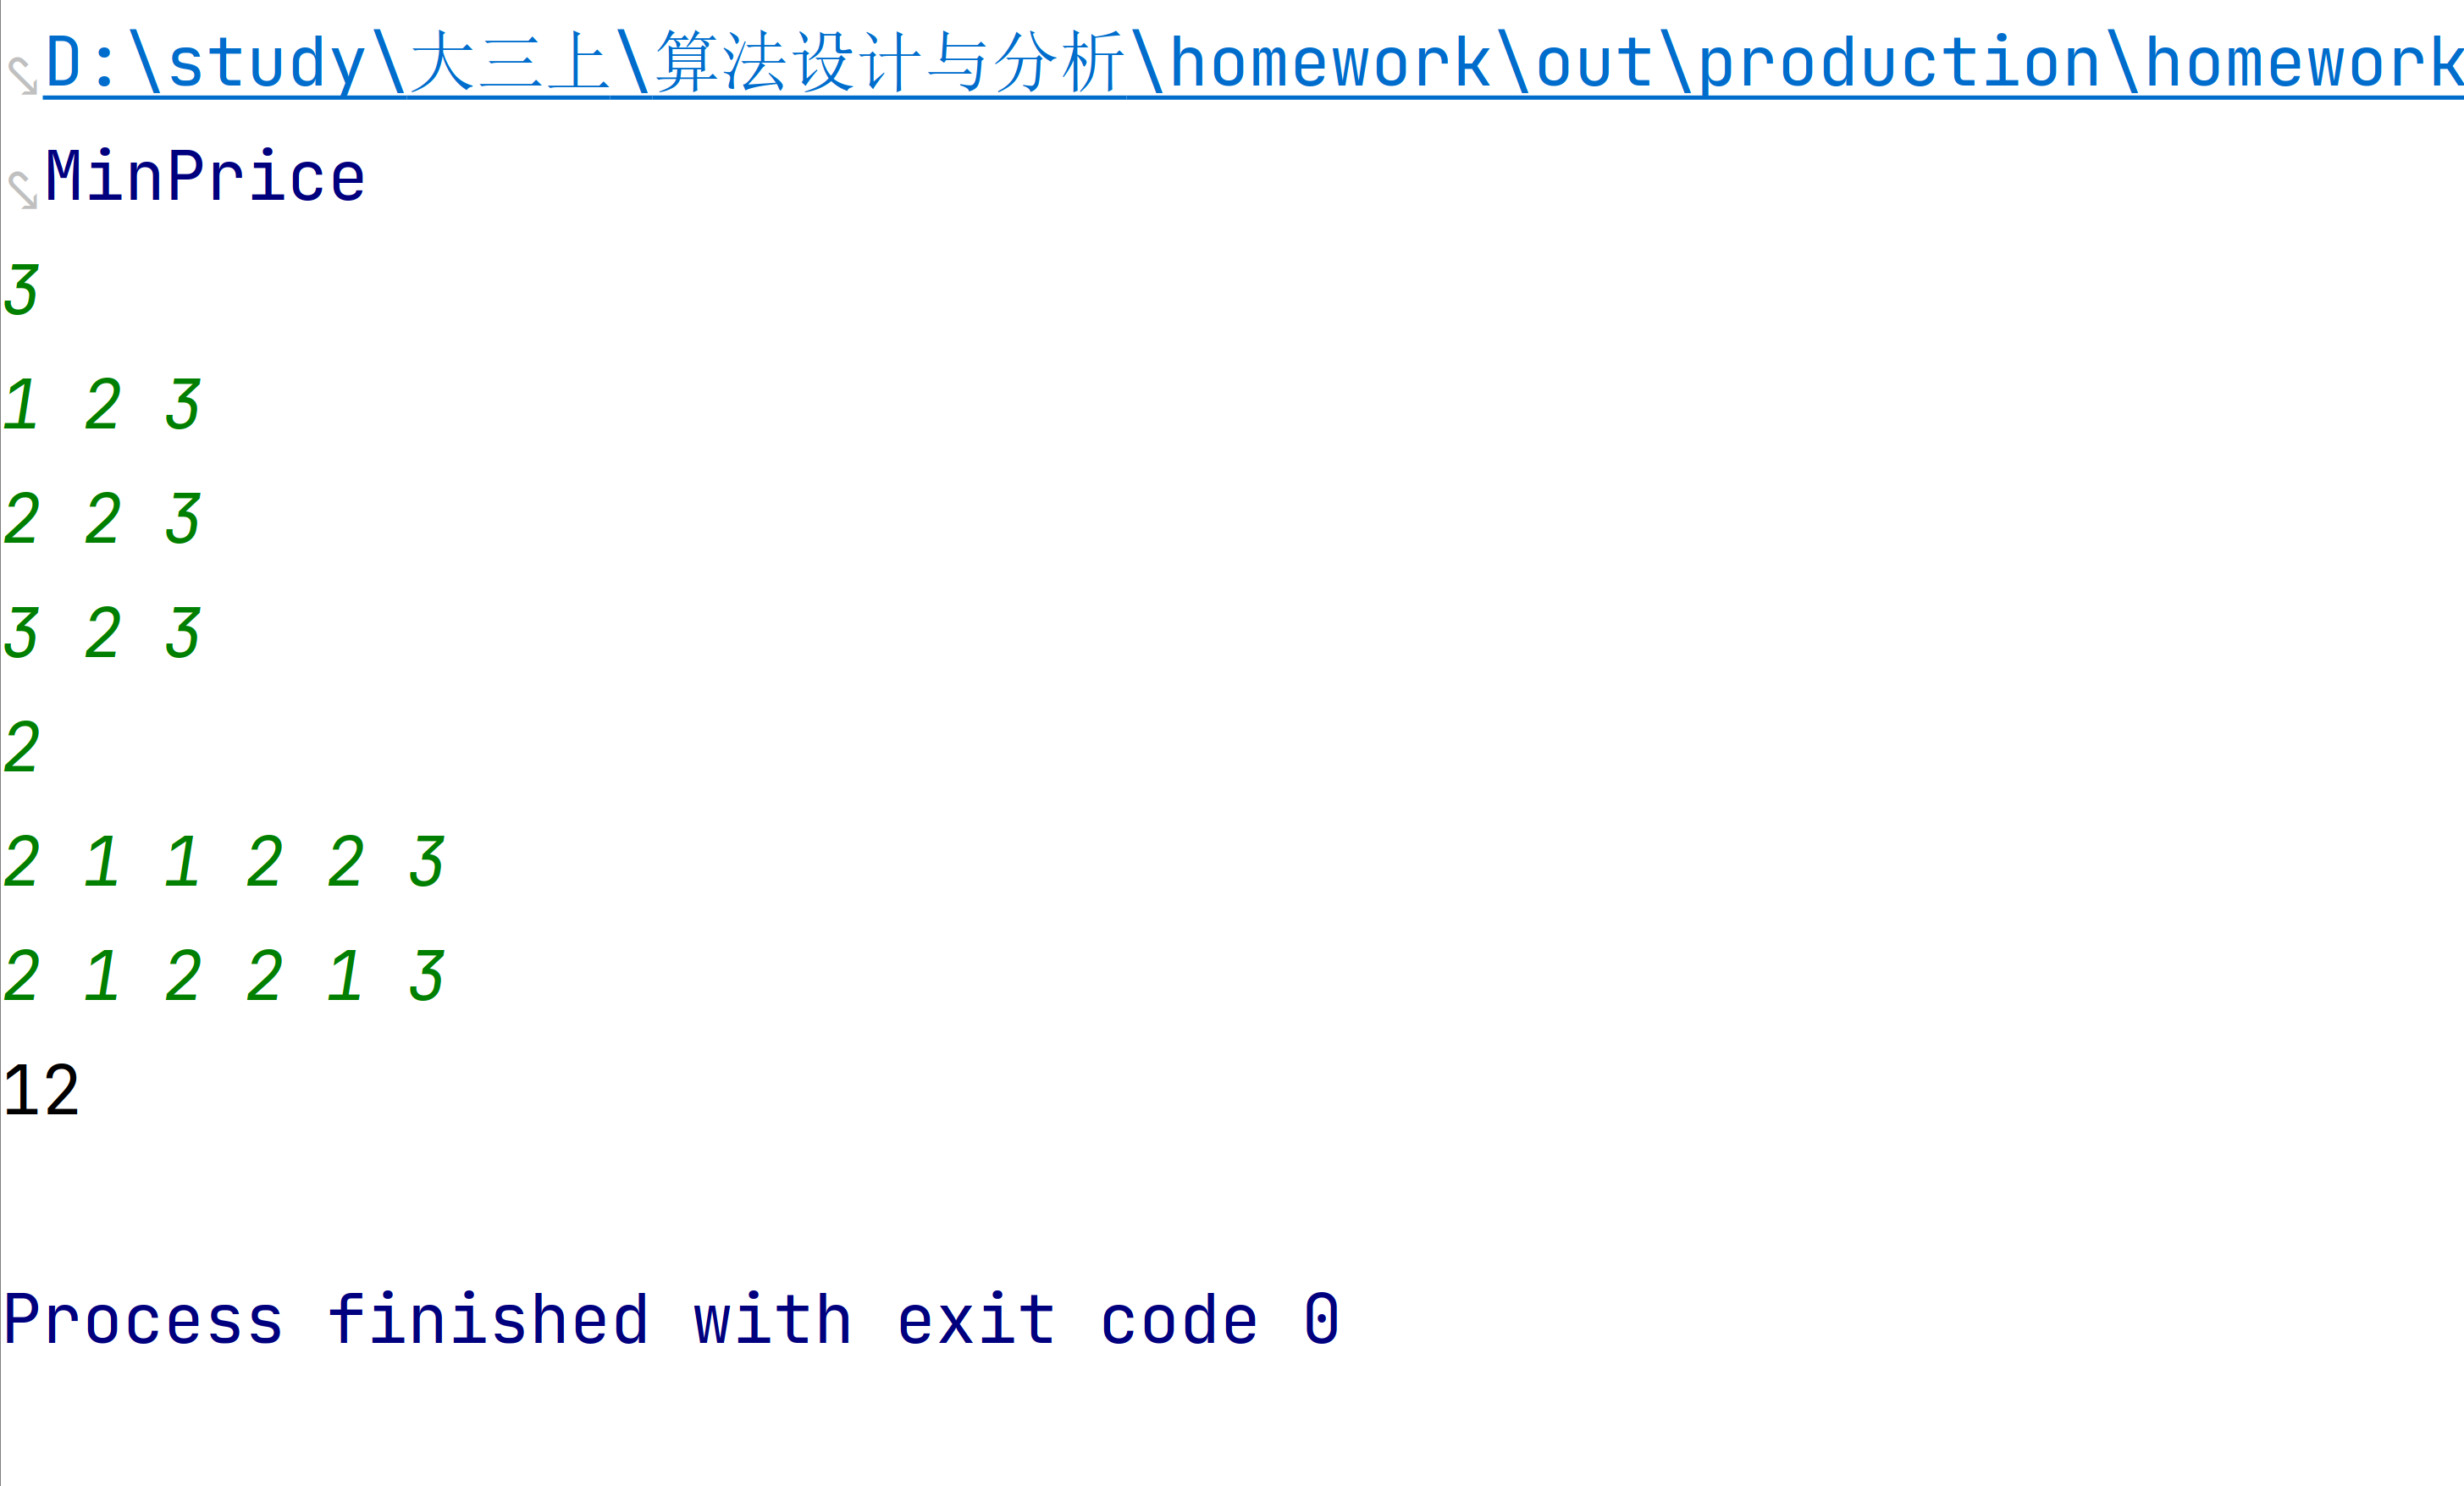 D:\study\大三上\算法设计与分析\homework\out\production\homework
MinPrice
3
1 2 3
2 2 3
3 2 3
2
2 1 1 2 2 3
2 1 2 2 1 3
12
Process finished with exit code 0